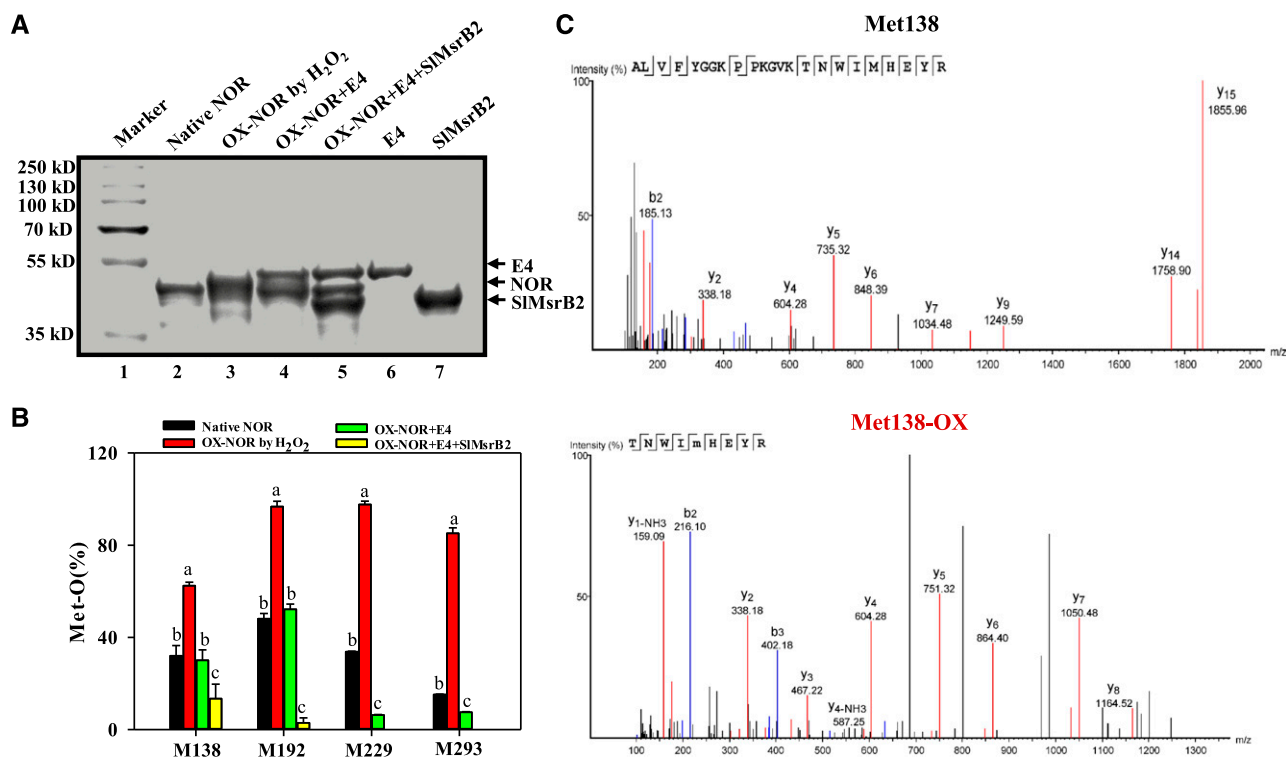 A
Marker
Native NOR
OX-NOR by H₂O₂
OX-NOR+E4
OX-NOR+E4+SlMsrB2
E4
SlMsrB2
250 kD
130 kD
100 kD
70 kD
55 kD
35 kD
E4
NOR
SlMsrB2
1 2 3 4 5 6 7
B
Native NOR
OX-NOR by H₂O₂
OX-NOR+E4
OX-NOR+E4+SlMsrB2
Met-O(%)
120
80
40
0
b a b c
b a b c
b a c
b a c
M138 M192 M229 M293
C
Met138
Intensity (%)
ALVFYGGKPPKGVKTNWIMHEYR
100
50
b2
185.13
y2
338.18
y4
604.28
y5
735.32
y6
848.39
y7
1034.48
y9
1249.59
y14
1758.90
y15
1855.96
200 400 600 800 1000 1200 1400 1600 1800 2000
m/z
Met138-OX
Intensity (%)
TNWImHEYR
100
50
y1-NH3
159.09
b2
216.10
y2
338.18
b3
402.18
y3
467.22
y4-NH3
587.25
y4
604.28
y5
751.32
y6
864.40
y7
1050.48
y8
1164.52
100 200 300 400 500 600 700 800 900 1000 1100 1200 1300
m/z